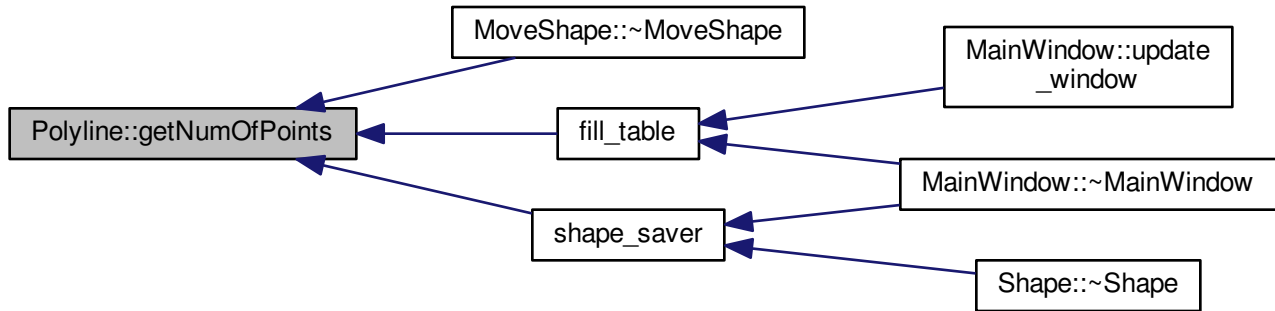 MoveShape::~MoveShape
MainWindow::update
_window
Polyline::getNumOfPoints
fill_table
MainWindow::~MainWindow
shape_saver
Shape::~Shape